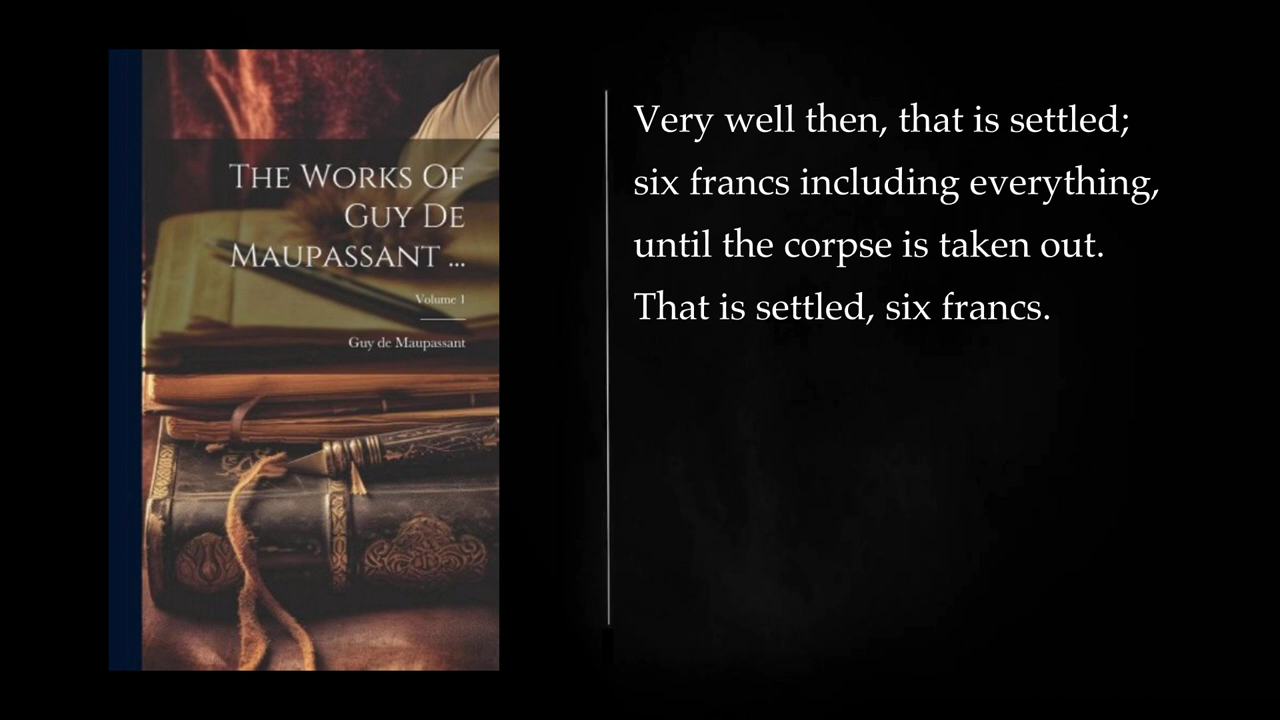 The Works Of
Guy De
Maupassant ...
Volume 1
Guy de Maupassant
Very well then, that is settled;
six francs including everything,
until the corpse is taken out.
That is settled, six francs.